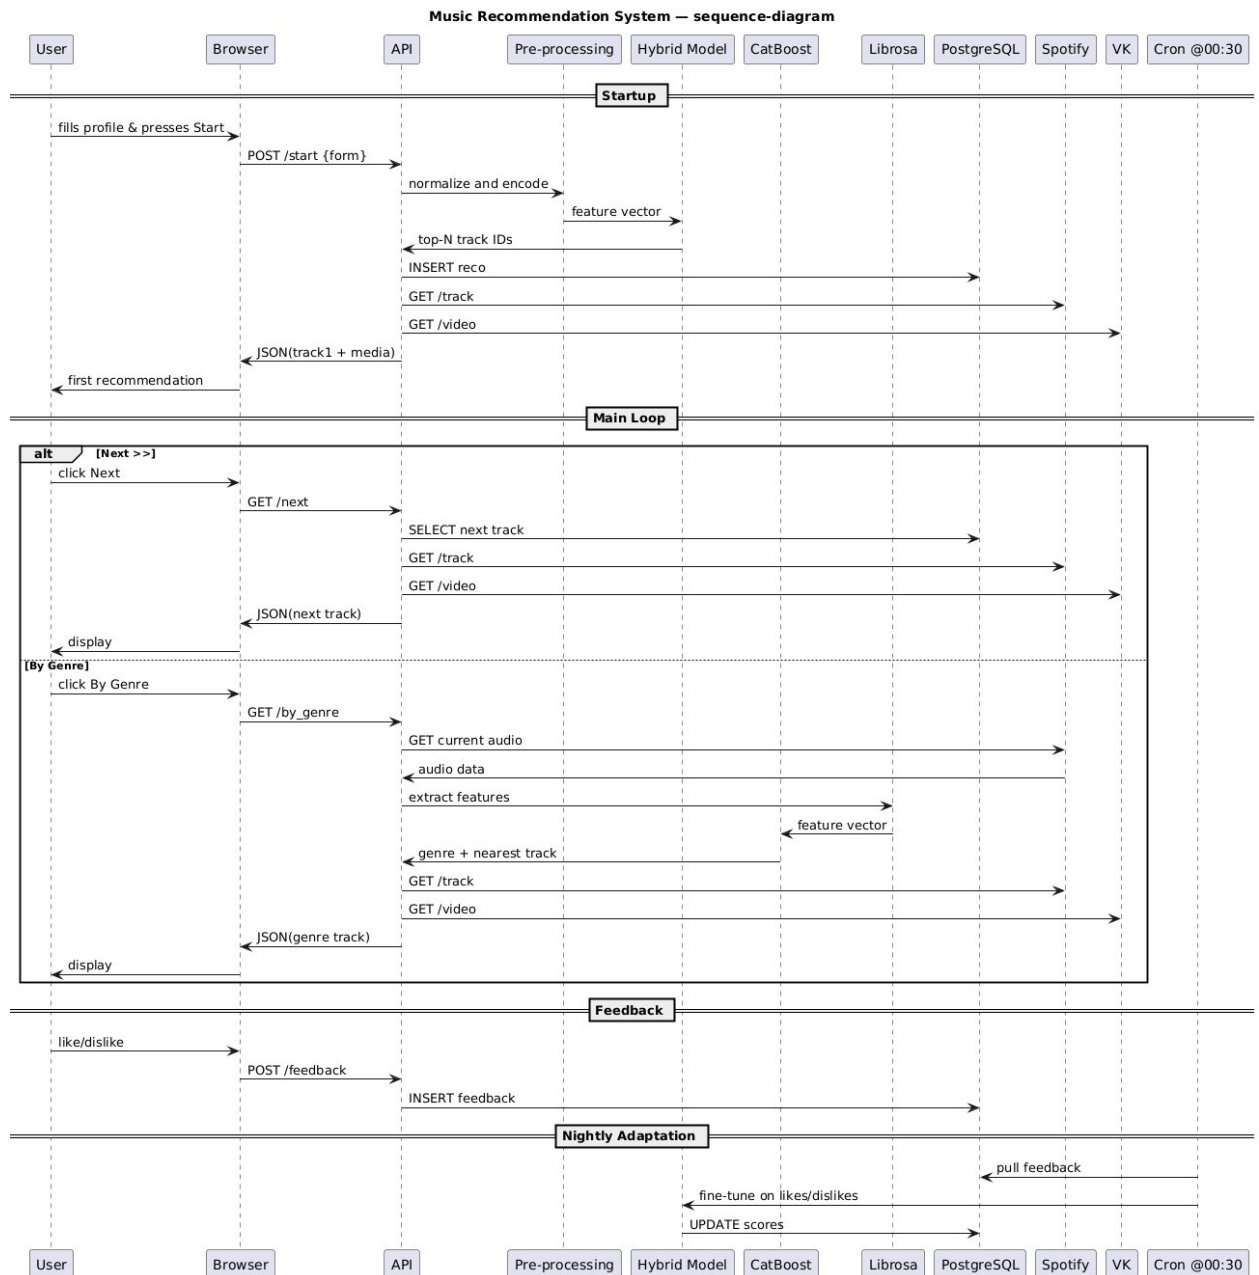 Music Recommendation System — sequence-diagram
User Browser API Pre-processing Hybrid Model CatBoost Librosa PostgreSQL Spotify VK Cron @00:30
Startup
fills profile & presses Start
POST /start {form}
normalize and encode
feature vector
top-N track IDs
INSERT reco
GET /track
GET /video
JSON(track1 + media)
first recommendation
Main Loop
alt [Next >>]
click Next
GET /next
SELECT next track
GET /track
GET /video
JSON(next track)
display
[By Genre]
click By Genre
GET /by_genre
GET current audio
audio data
extract features
feature vector
genre + nearest track
GET /track
GET /video
JSON(genre track)
display
Feedback
like/dislike
POST /feedback
INSERT feedback
Nightly Adaptation
pull feedback
fine-tune on likes/dislikes
UPDATE scores
User Browser API Pre-processing Hybrid Model CatBoost Librosa PostgreSQL Spotify VK Cron @00:30